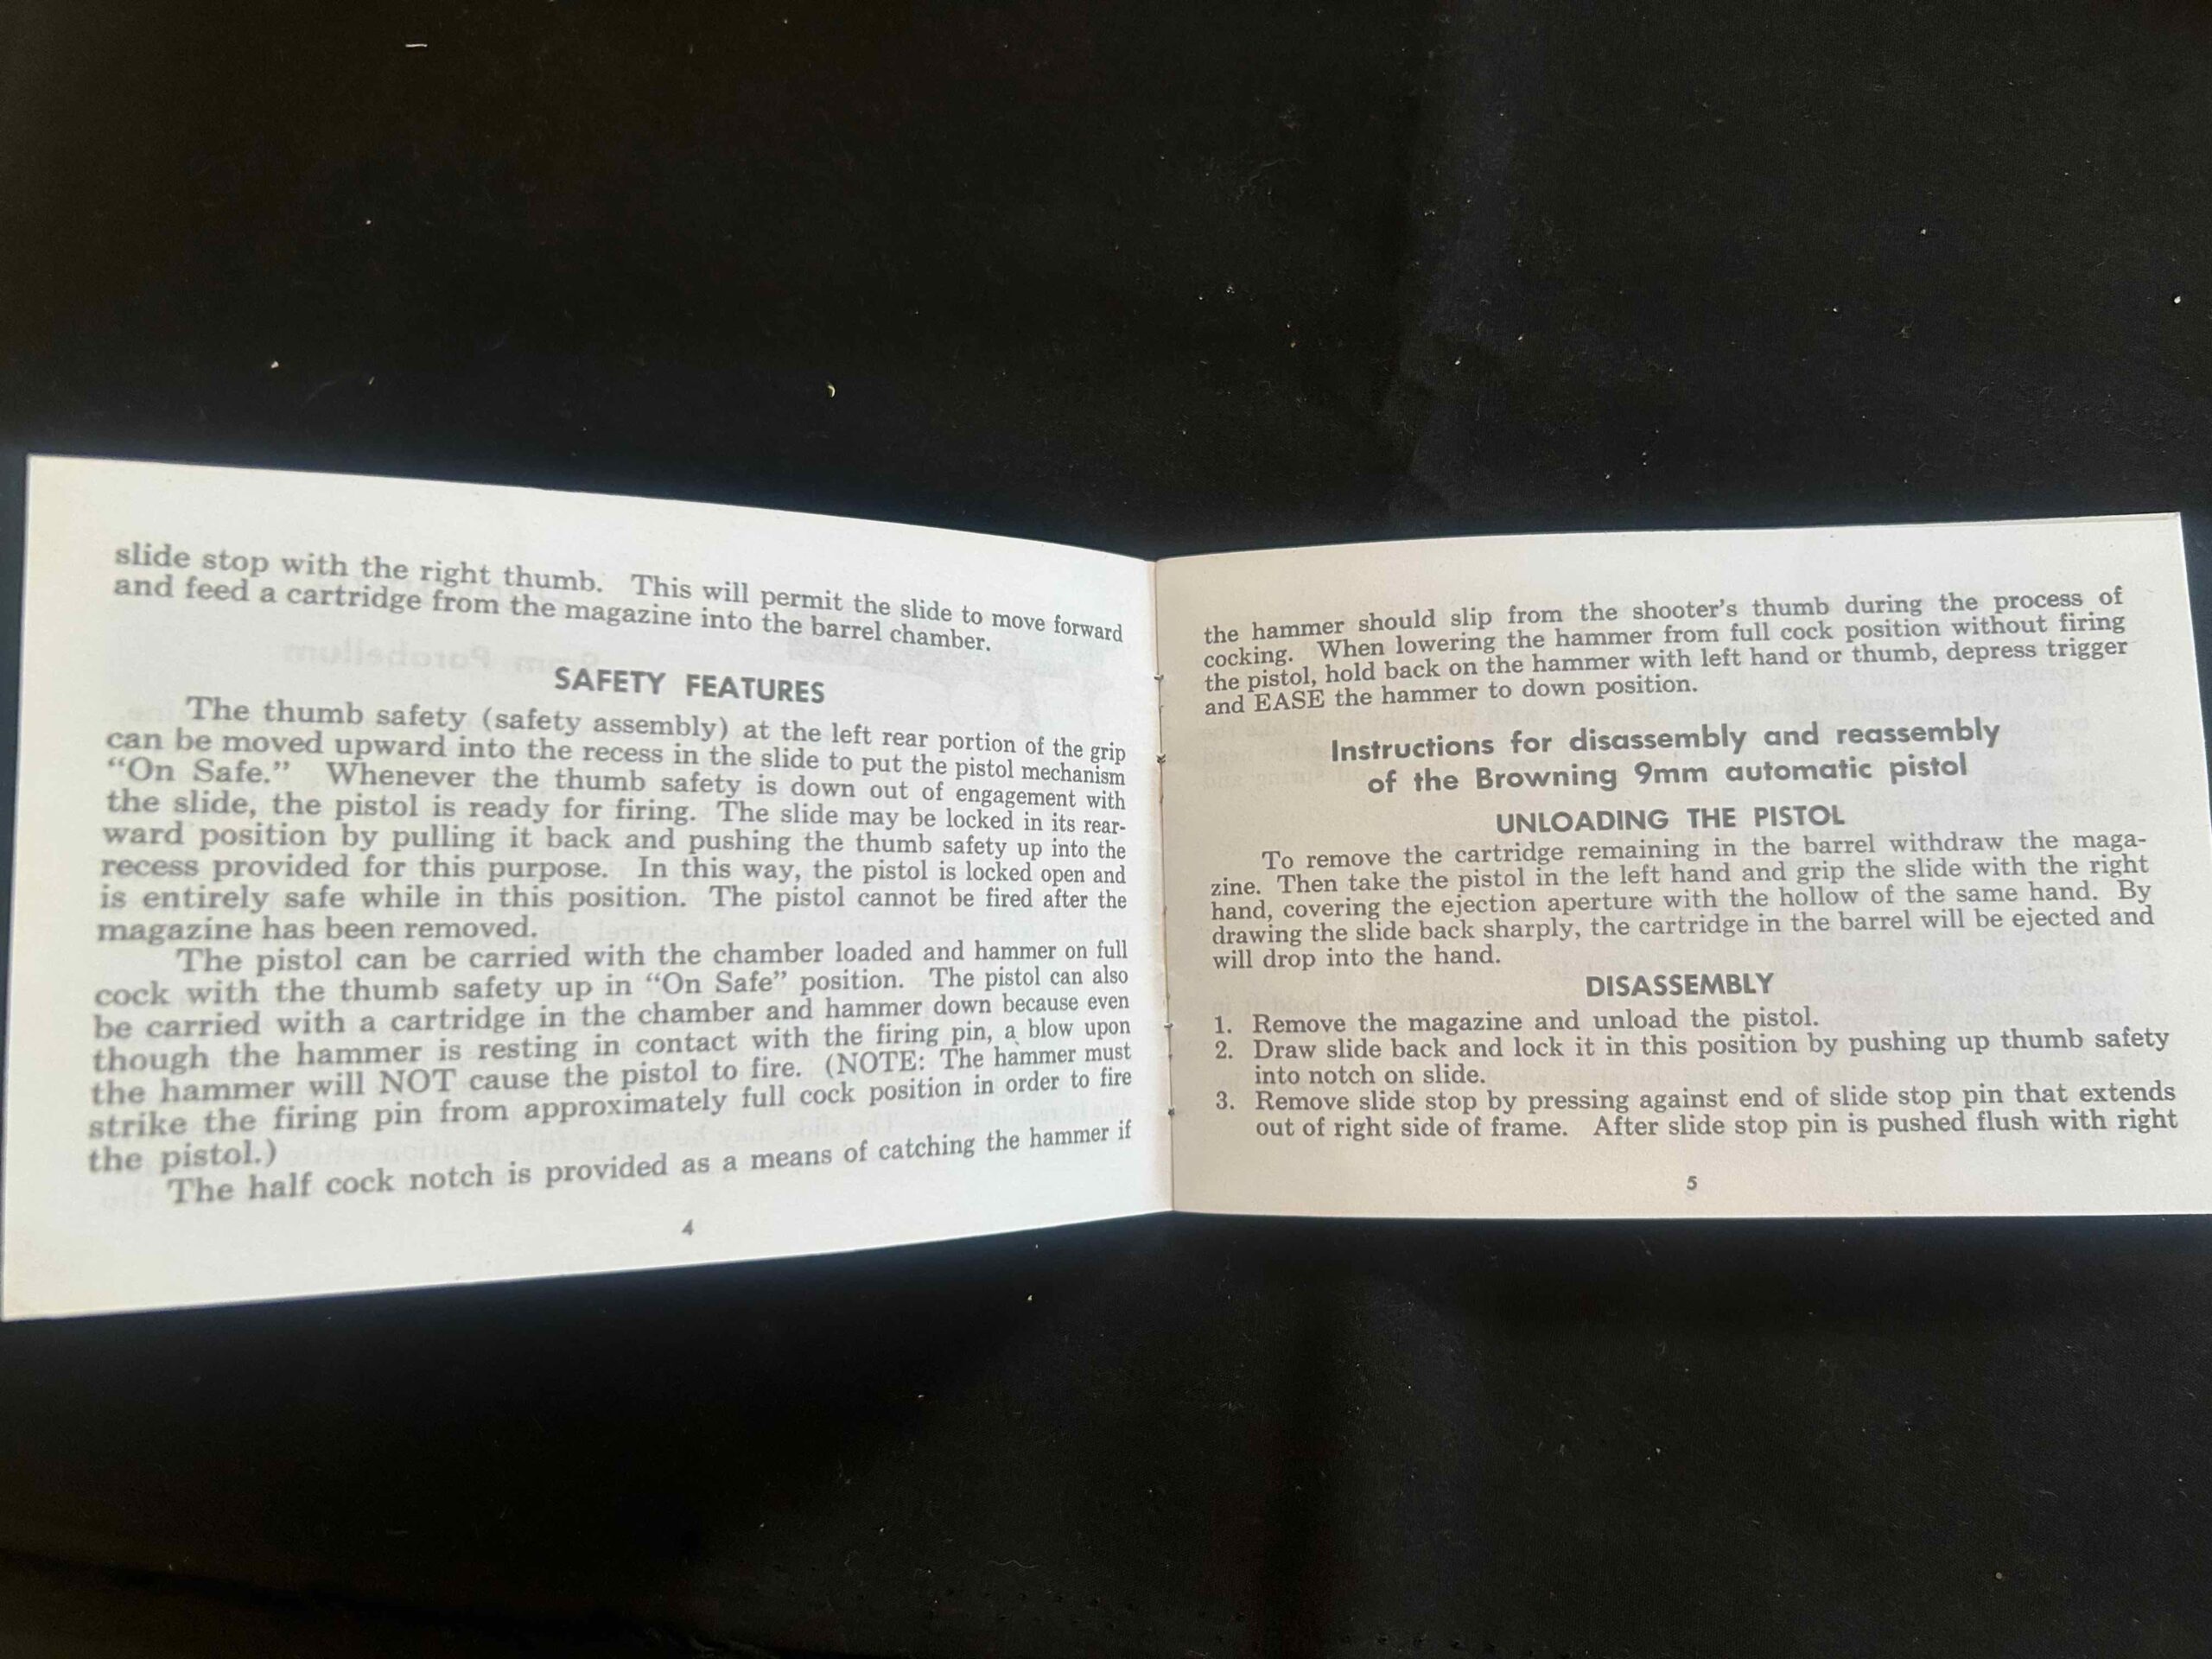 slide stop with the right thumb. This will permit the slide to move forward
and feed a cartridge from the magazine into the barrel chamber.
SAFETY FEATURES
The thumb safety (safety assembly) at the left rear portion of the grip
can be moved upward into the recess in the slide to put the pistol mechanism
“On Safe.” Whenever the thumb safety is down out of engagement with
the slide, the pistol is ready for firing. The slide may be locked in its rear-
ward position by pulling it back and pushing the thumb safety up into the
recess provided for this purpose. In this way, the pistol is locked open and
is entirely safe while in this position. The pistol cannot be fired after the
magazine has been removed.
The pistol can be carried with the chamber loaded and hammer on full
cock with the thumb safety up in “On Safe” position. The pistol can also
be carried with a cartridge in the chamber and hammer down because even
though the hammer is resting in contact with the firing pin, a blow upon
the hammer will NOT cause the pistol to fire. (NOTE: The hammer must
strike the firing pin from approximately full cock position in order to fire
the pistol.)
The half cock notch is provided as a means of catching the hammer if
4
the hammer should slip from the shooter’s thumb during the process of
cocking. When lowering the hammer from full cock position without firing
the pistol, hold back on the hammer with left hand or thumb, depress trigger
and EASE the hammer to down position.
Instructions for disassembly and reassembly
of the Browning 9mm automatic pistol
UNLOADING THE PISTOL
To remove the cartridge remaining in the barrel withdraw the maga-
zine. Then take the pistol in the left hand and grip the slide with the right
hand, covering the ejection aperture with the hollow of the same hand. By
drawing the slide back sharply, the cartridge in the barrel will be ejected and
will drop into the hand.
DISASSEMBLY
1. Remove the magazine and unload the pistol.
2. Draw slide back and lock it in this position by pushing up thumb safety
into notch on slide.
3. Remove slide stop by pressing against end of slide stop pin that extends
out of right side of frame. After slide stop pin is pushed flush with right
5